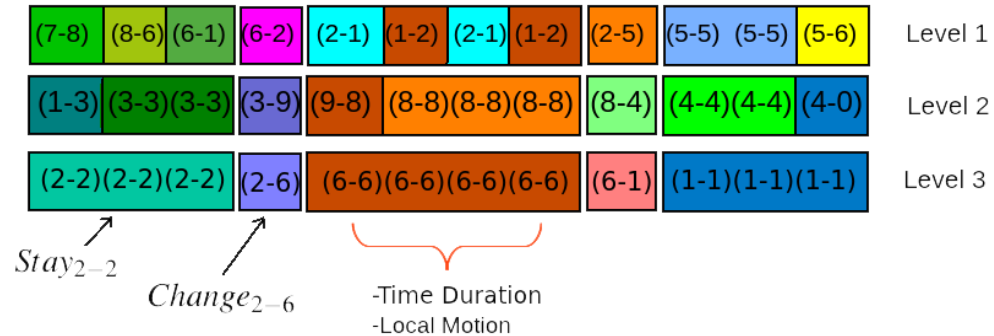 (7-8) (8-6) (6-1) (6-2) (2-1) (1-2) (2-1) (1-2) (2-5) (5-5) (5-5) (5-6) Level 1
(1-3) (3-3)(3-3) (3-9) (9-8) (8-8)(8-8)(8-8) (8-4) (4-4)(4-4) (4-0) Level 2
(2-2)(2-2)(2-2) (2-6) (6-6)(6-6)(6-6)(6-6) (6-1) (1-1)(1-1)(1-1) Level 3
Stay2−2
Change2−6
-Time Duration
-Local Motion